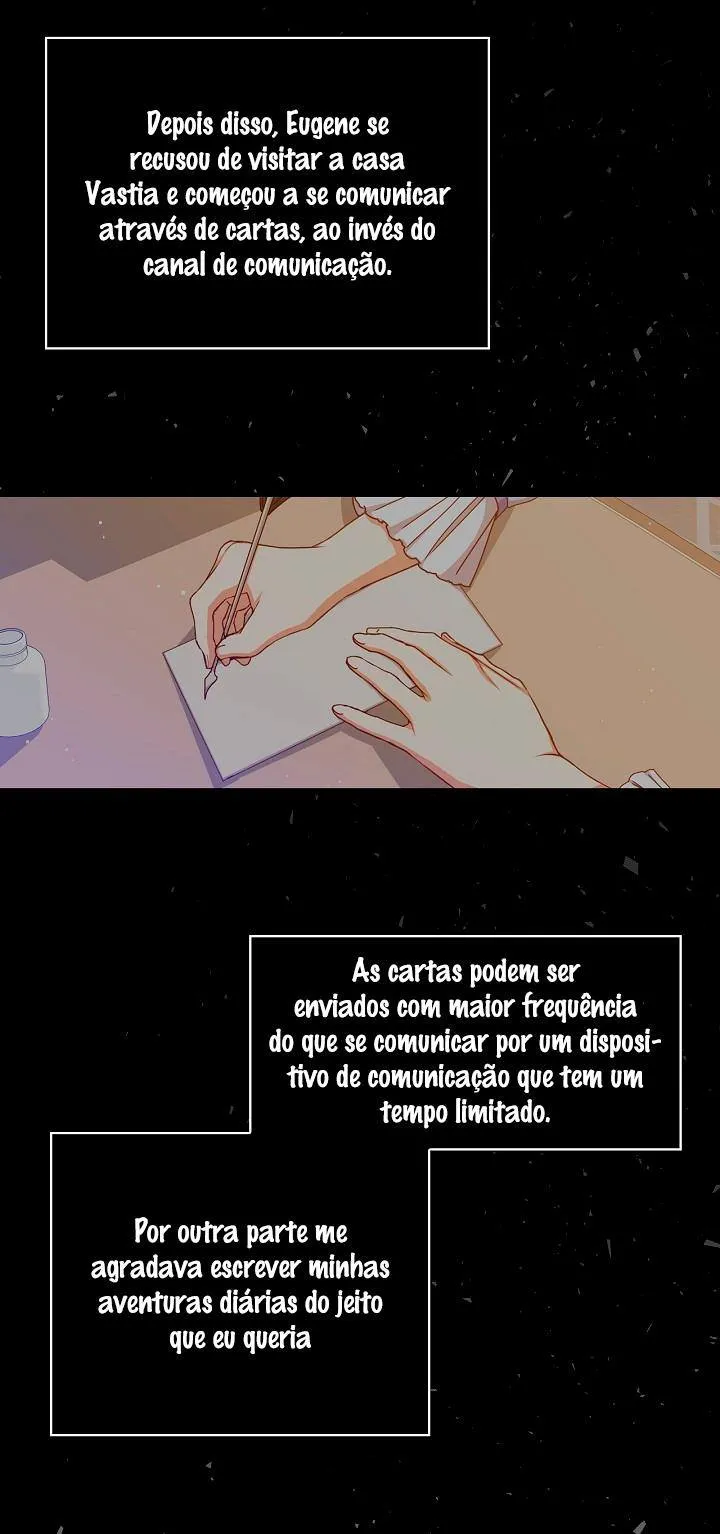 Depois disso, Eugene se
recusou de visitar a casa
Vastia e começou a se comunicar
através de cartas, ao invés do
canal de comunicação.
As cartas podem ser
enviados com maior frequência
do que se comunicar por um disposi-
tivo de comunicação que tem um
tempo limitado.
Por outra parte me
agradava escrever minhas
aventuras diárias do jeito
que eu queria